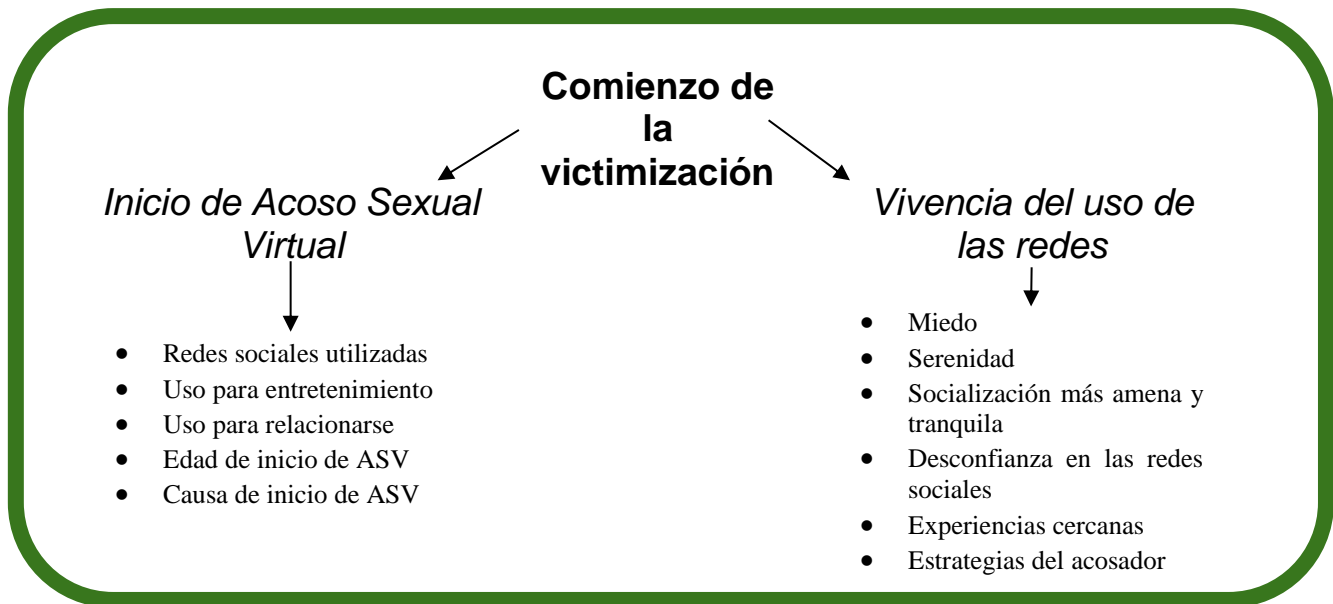 Comienzo de
la
victimización
Inicio de Acoso Sexual
Virtual
• Redes sociales utilizadas
• Uso para entretenimiento
• Uso para relacionarse
• Edad de inicio de ASV
• Causa de inicio de ASV
Vivencia del uso de
las redes
• Miedo
• Serenidad
• Socialización más amena y
tranquila
• Desconfianza en las redes
sociales
• Experiencias cercanas
• Estrategias del acosador